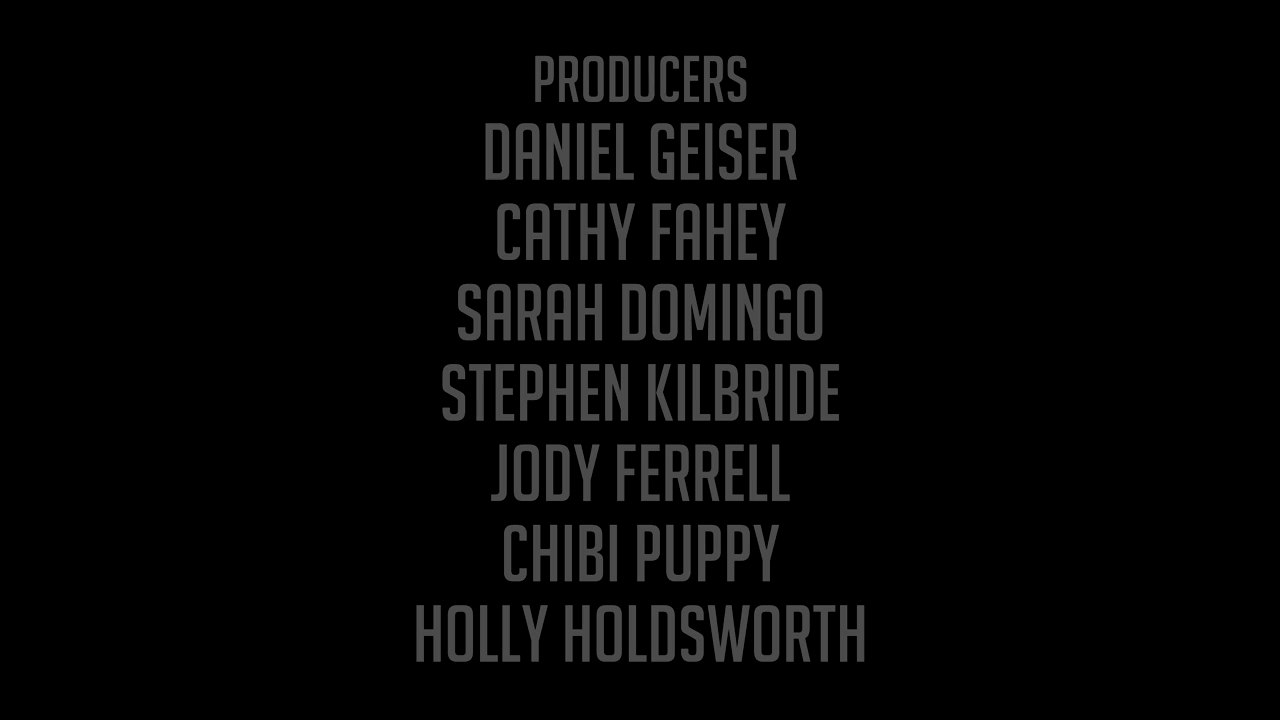 PRODUCERS
DANIEL GEISER
CATHY FAHEY
SARAH DOMINGO
STEPHEN KILBRIDE
JODY FERRELL
CHIBI PUPPY
HOLLY HOLDSWORTH